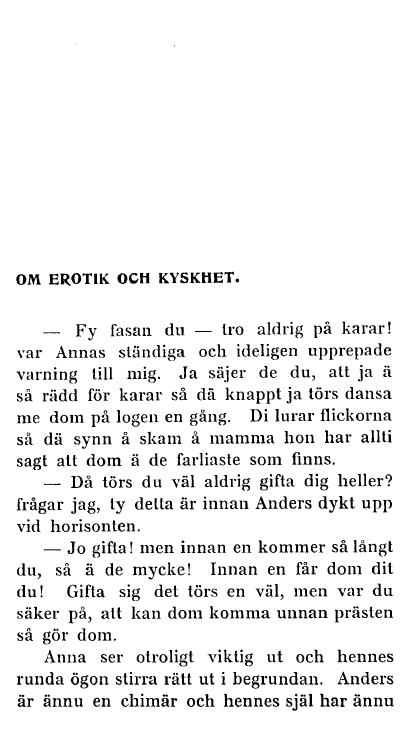 OM EROTIK OCH KYSKHET.
— Fy fasan du — tro aldrig på karar!
var Annas ständiga och ideligen upprepade
varning till mig. Ja säjer de du, att ja ä
så rädd för karar så dä knappt ja törs dansa
me dom på logen en gång. Di lurar flickorna
så dä synn å skam å mamma hon har allti
sagt att dom ä de farliaste som finns.
— Då törs du väl aldrig gifta dig heller?
frågar jag, ty detta är innan Anders dykt upp
vid horisonten.
— Jo gifta! men innan en kommer så långt
du, så ä de mycke! Innan en får dom dit
du! Gifta sig det törs en väl, men var du
säker på, att kan dom komma unnan prästen
så gör dom.
Anna ser otroligt viktig ut och hennes
runda ögon stirra rätt ut i begrundan. Anders
är ännu en chimär och hennes själ har ännu